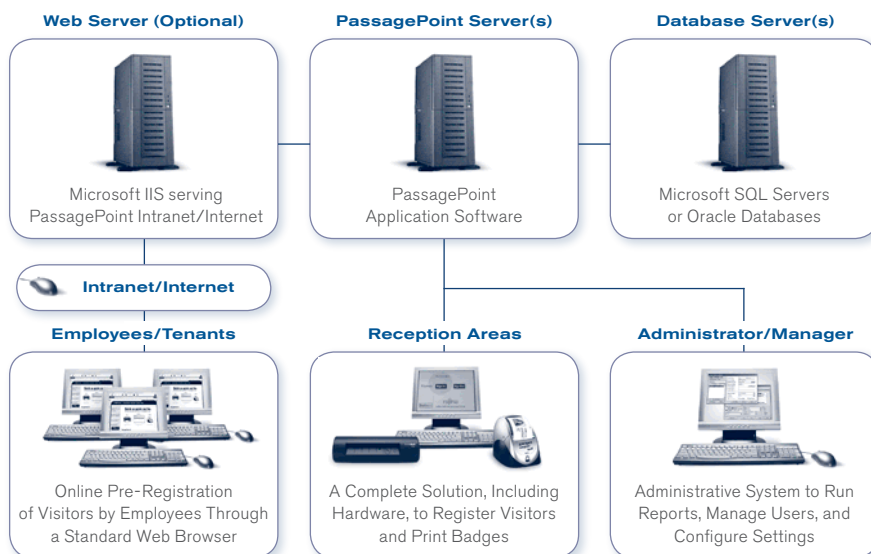 Web Server (Optional)
PassagePoint Server(s)
Database Server(s)
Microsoft IIS serving
PassagePoint Intranet/Internet
PassagePoint
Application Software
Microsoft SQL Servers
or Oracle Databases
Intranet/Internet
Employees/Tenants
Reception Areas
Administrator/Manager
Online Pre-Registration
of Visitors by Employees Through
a Standard Web Browser
A Complete Solution, Including
Hardware, to Register Visitors
and Print Badges
Administrative System to Run
Reports, Manage Users, and
Configure Settings